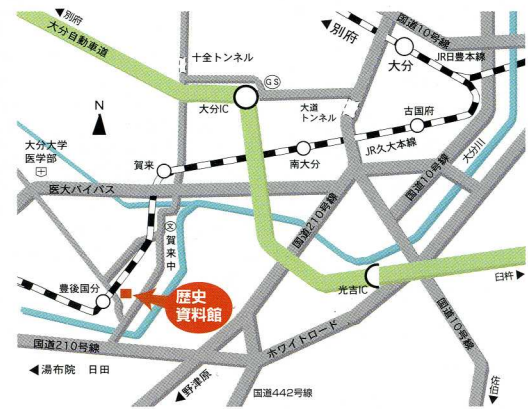 別府
大分自動車道
十全トンネル
GS
別府
国道10号線
大分
JR日豊本線
大分IC
大道
トンネル
古国府
N
大分大学
医学部
賀来
南大分
JR久大本線
大分川
国道10号線
医大バイパス
文
賀来中
国道210号線
豊後国分
歴史
資料館
光吉IC
臼杵
国道210号線
ホワイトロード
国道10号線
湯布院 日田
野津原
国道442号線
佐伯